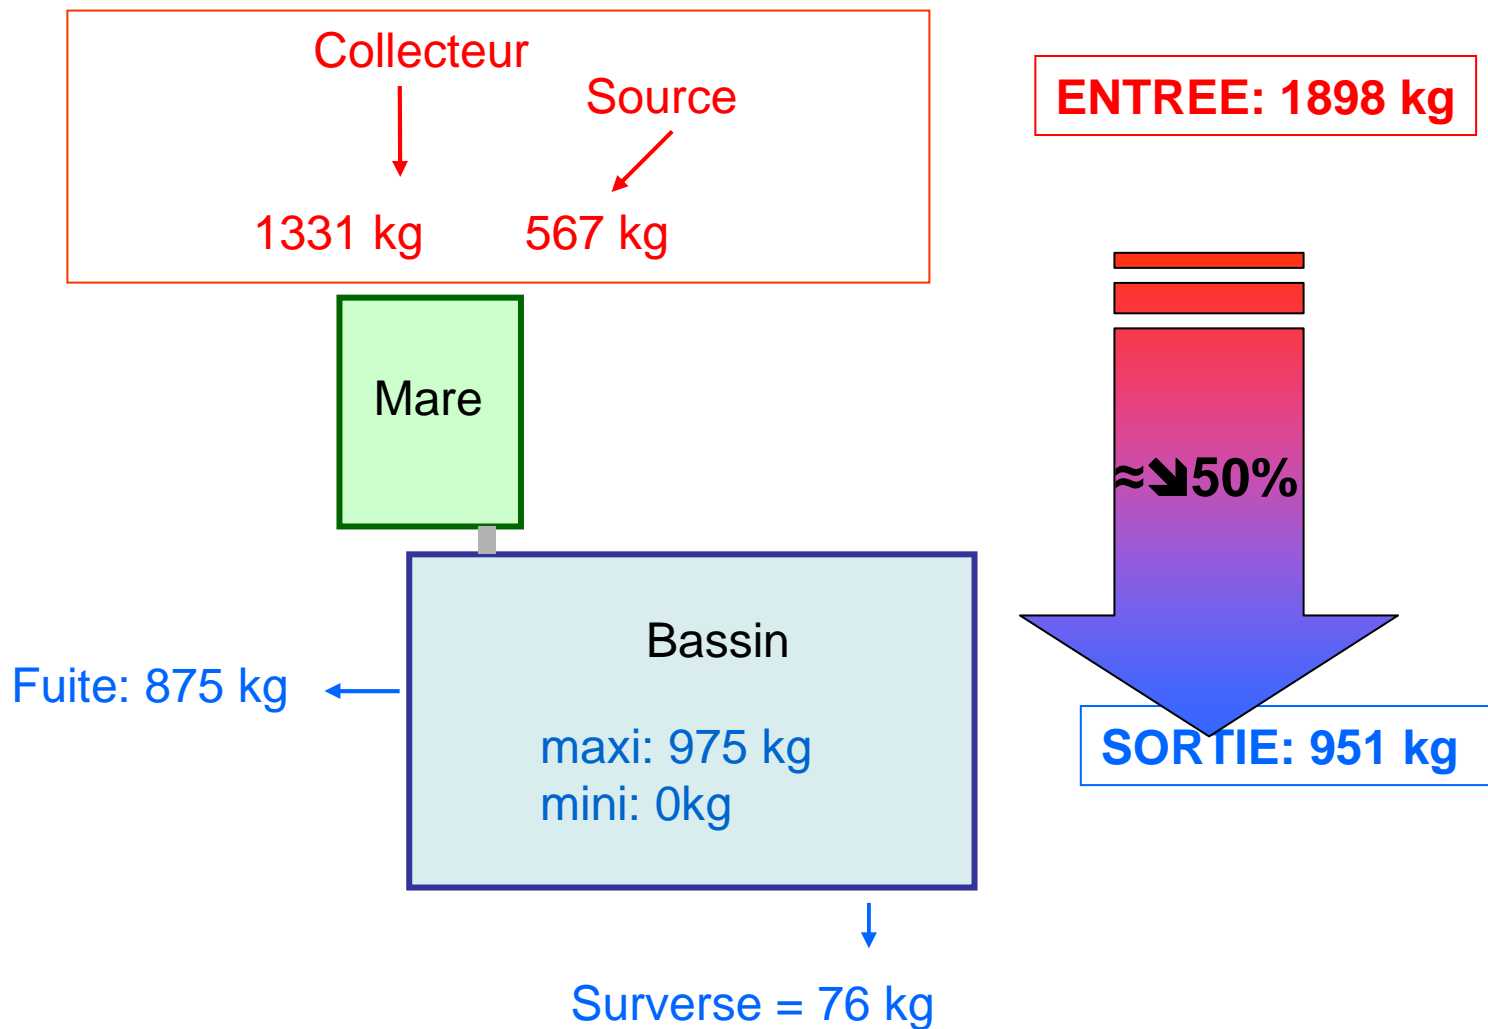 Collecteur
Source
1331 kg
567 kg
ENTREE: 1898 kg
Mare
≈➘50%
Bassin
Fuite: 875 kg
maxi: 975 kg
mini: 0kg
SORTIE: 951 kg
Surverse = 76 kg